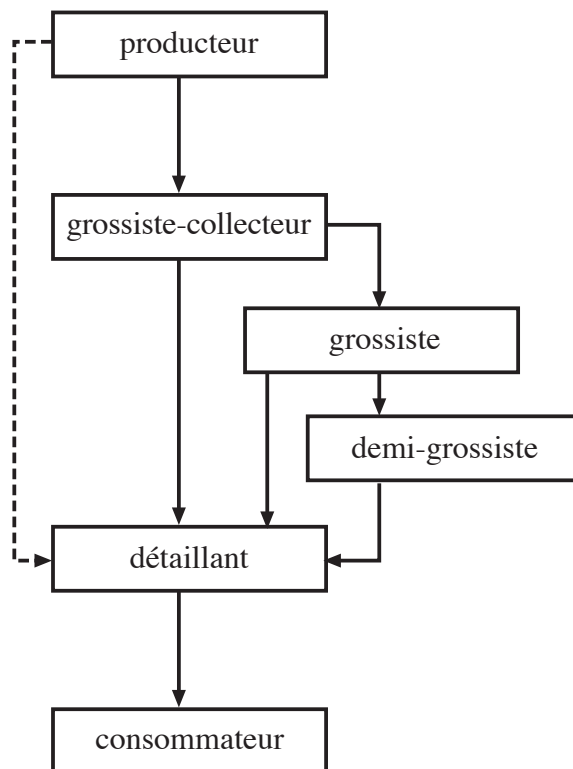 producteur
grossiste-collecteur
grossiste
demi-grossiste
détaillant
consommateur